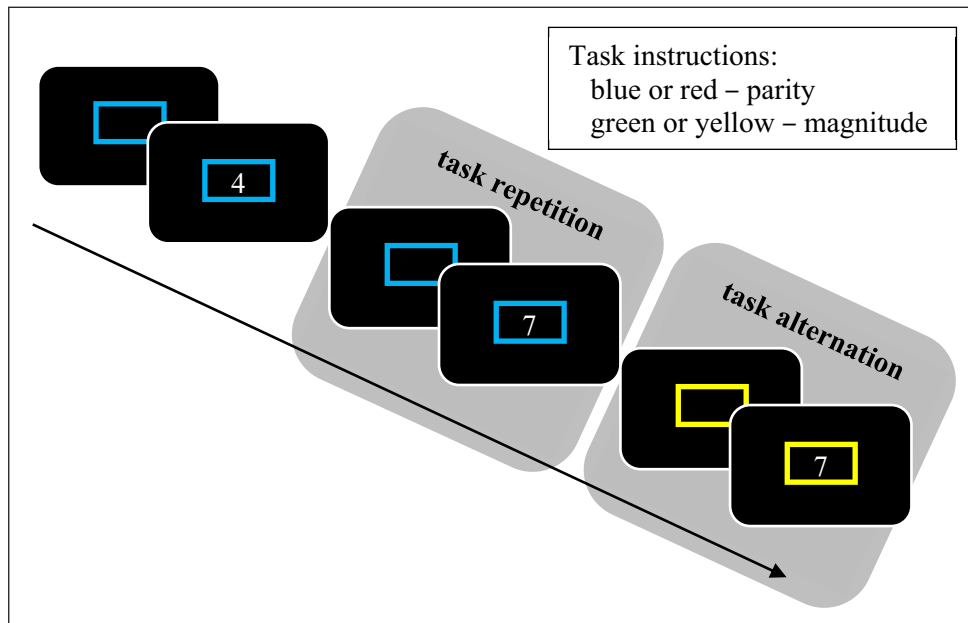 Task instructions:
blue or red – parity
green or yellow – magnitude
4
task repetition
7
task alternation
7